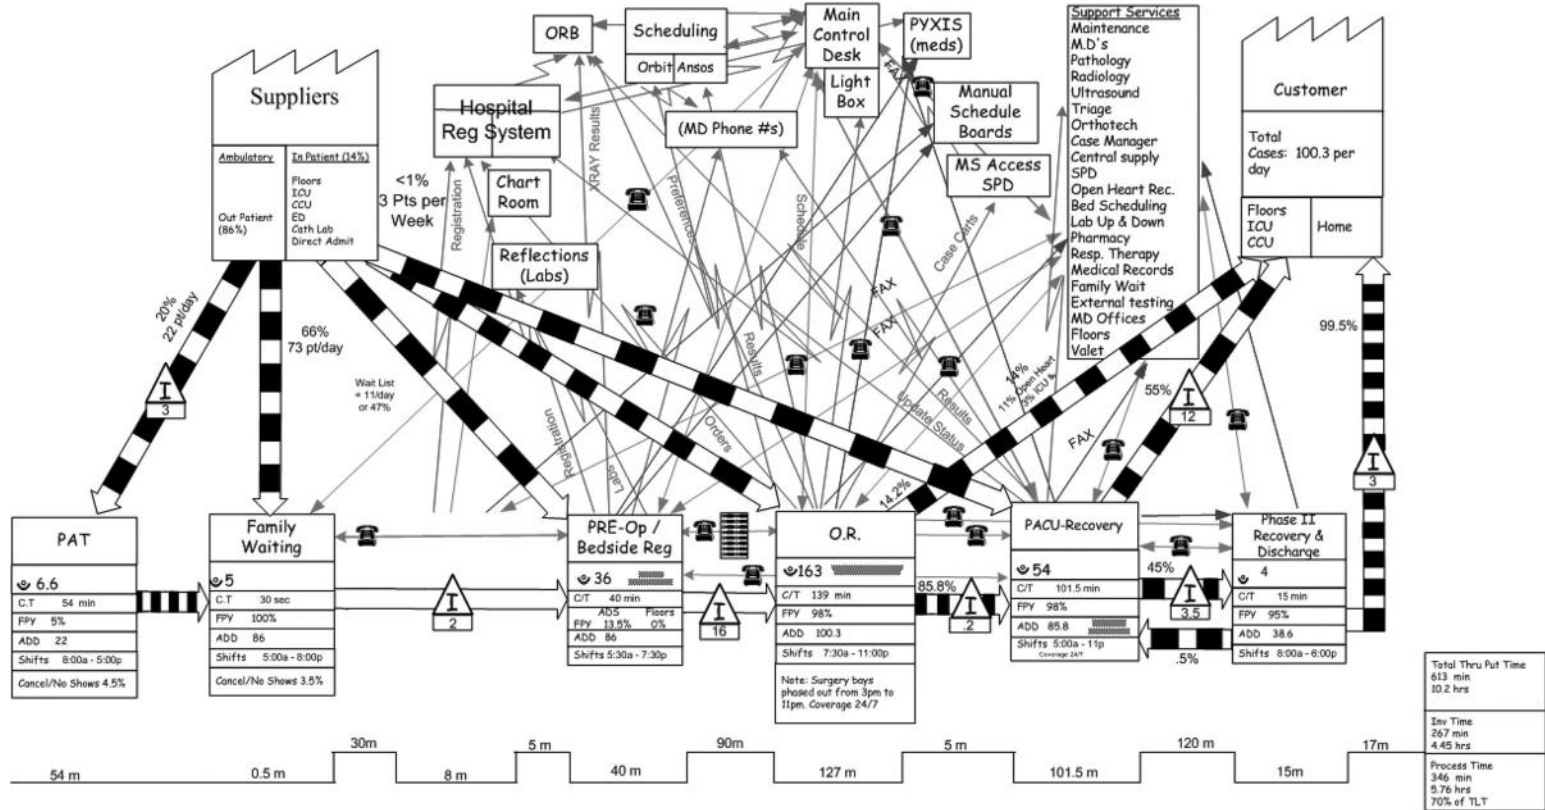 Suppliers
Ambulatory
Out Patient
(86%)
In Patient (14%)
Floors
ICU
CCU
ED
Cath Lab
Direct Admit
<1%
3 Pts per
Week
ORB
Scheduling
Orbit Ansos
Main
Control
Desk
Light
Box
PYXIS
(meds)
Hospital
Reg System
(MD Phone #s)
Manual
Schedule
Boards
MS Access
SPD
Chart
Room
Reflections
(Labs)
Support Services
Maintenance
M.D's
Pathology
Radiology
Ultrasound
Triage
Orthotech
Case Manager
Central supply
SPD
Open Heart Rec.
Bed Scheduling
Lab Up & Down
Pharmacy
Resp. Therapy
Medical Records
Family Wait
External testing
MD Offices
Floors
Valet
Customer
Total
Cases: 100.3 per
day
Floors
ICU
CCU
Home
Registration
XRAY Results
Preferences
Schedule
Case Carts
FAX
FAX
FAX
FAX
Results
Orders
Registration
Labs
Results
Update Status
14%
11% Open Heart
3% ICU &
20%
22 pt/day
66%
73 pt/day
Wait List
= 11/day
or 47%
55%
99.5%
14.2%
I
3
I
12
I
3
PAT
6.6
C.T 54 min
FPY 5%
ADD 22
Shifts 8:00a - 5:00p
Cancel/No Shows 4.5%
Family
Waiting
5
C.T 30 sec
FPY 100%
ADD 86
Shifts 5:00a - 8:00p
Cancel/No Shows 3.5%
I
2
PRE-Op /
Bedside Reg
36
C/T 40 min
ADS Floors
FPY 13.5% 0%
ADD 86
Shifts 5:30a - 7:30p
I
16
O.R.
163
C/T 139 min
FPY 98%
ADD 100.3
Shifts 7:30a - 11:00p
Note: Surgery bays
phased out from 3pm to
11pm. Coverage 24/7
85.8%
I
.2
PACU-Recovery
54
C/T 101.5 min
FPY 98%
ADD 85.8
Shifts 5:00a - 11p
Coverage 24/7
45%
I
3.5
.5%
Phase II
Recovery &
Discharge
4
C/T 15 min
FPY 95%
ADD 38.6
Shifts 8:00a - 6:00p
54 m
0.5 m
30m
8 m
5 m
40 m
90m
127 m
5 m
101.5 m
120 m
15m
17m
Total Thru Put Time
613 min
10.2 hrs
Inv Time
267 min
4.45 hrs
Process Time
346 min
5.76 hrs
70% of TLT